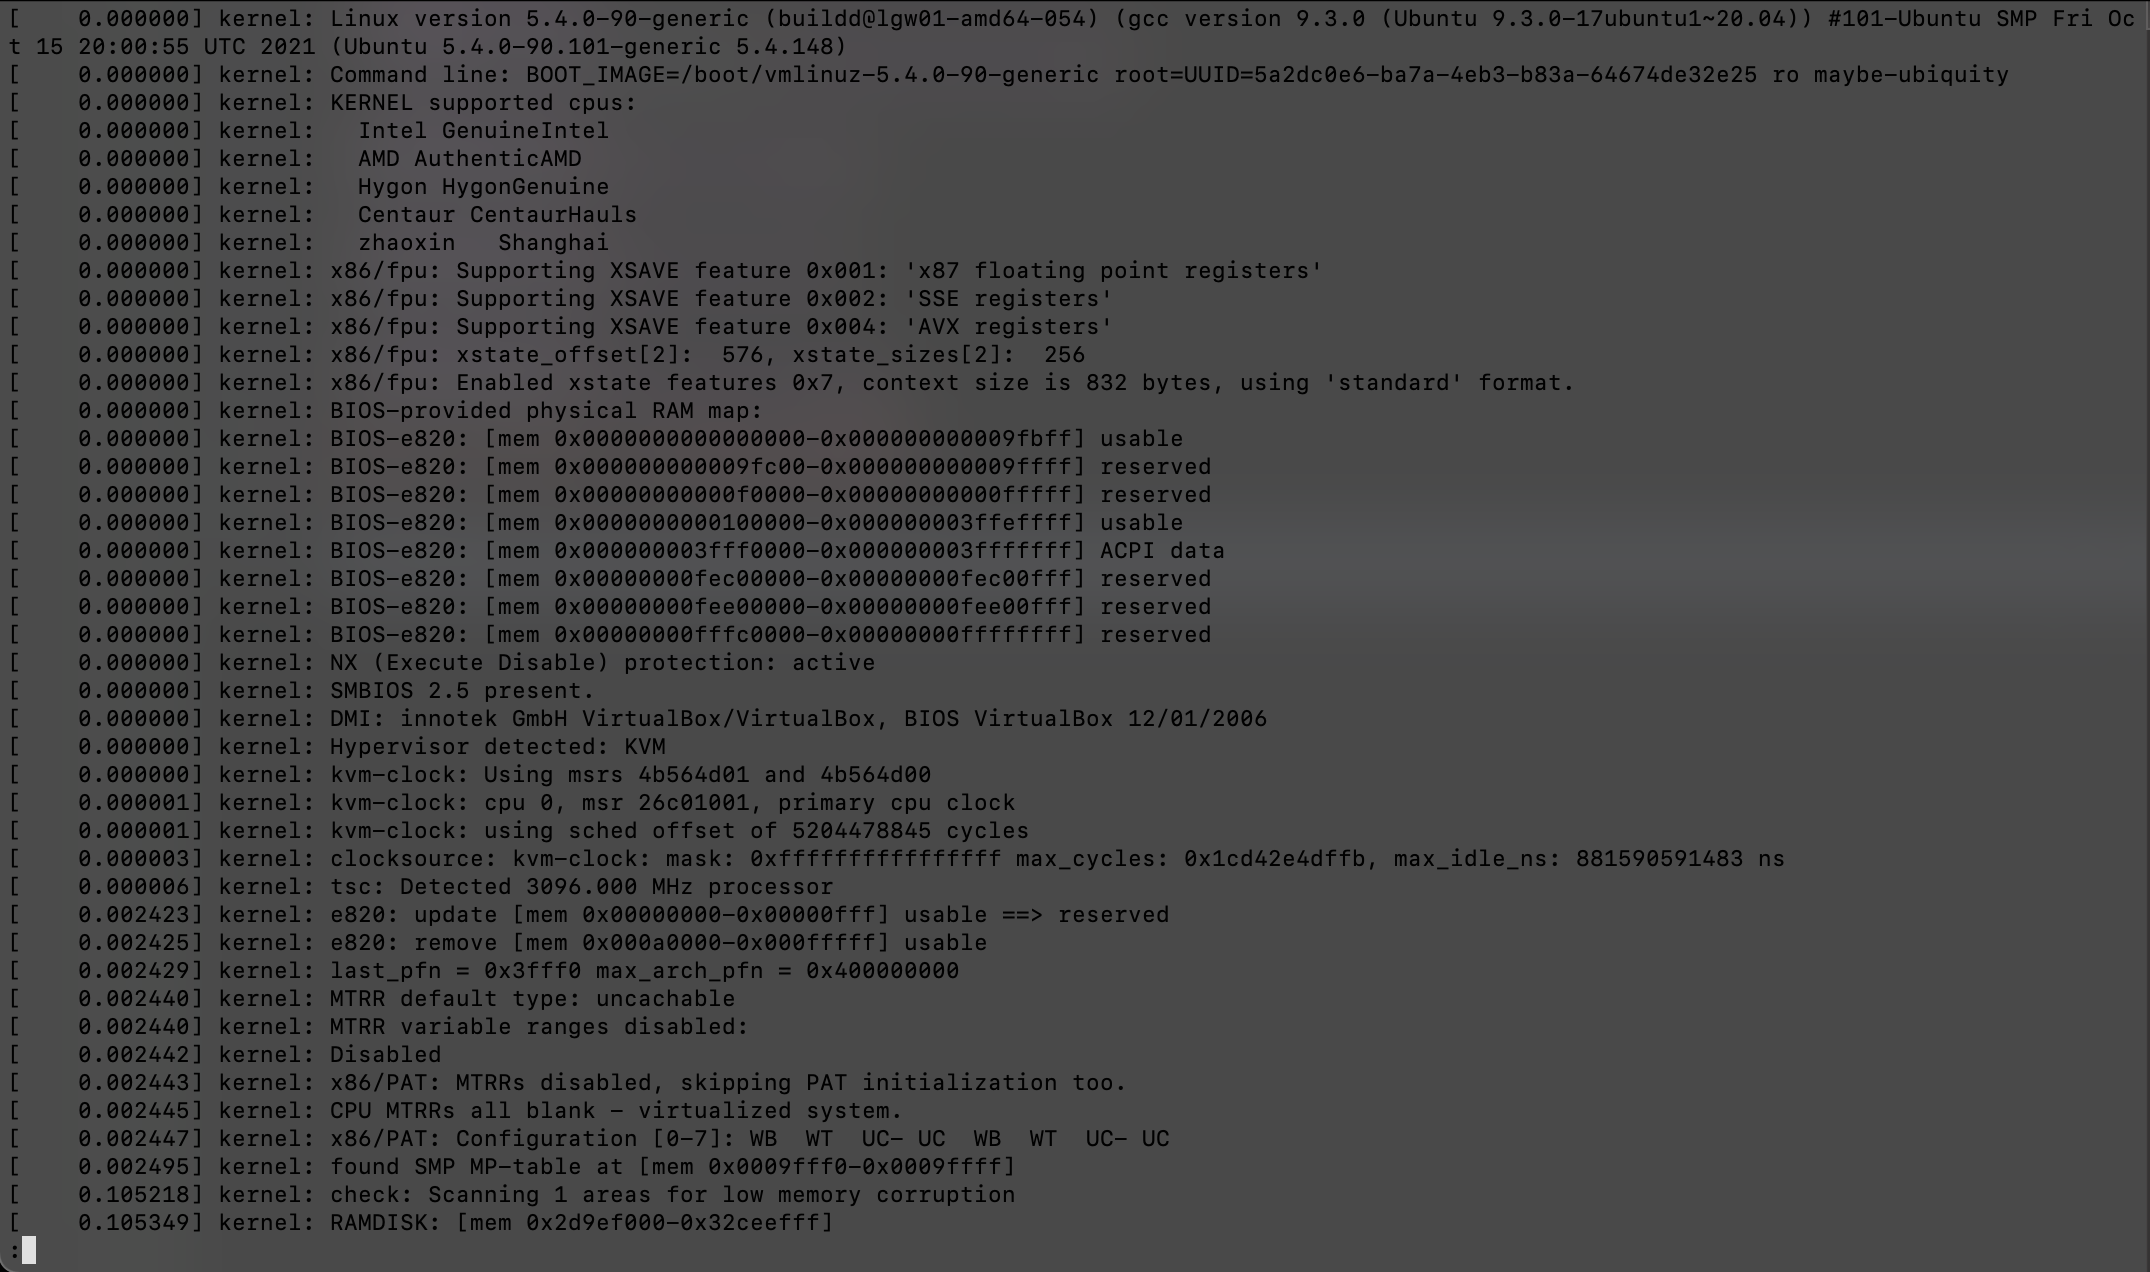 [    0.000000] kernel: Linux version 5.4.0-90-generic (buildd@lgw01-amd64-054) (gcc version 9.3.0 (Ubuntu 9.3.0-17ubuntu1~20.04)) #101-Ubuntu SMP Fri Oc
t 15 20:00:55 UTC 2021 (Ubuntu 5.4.0-90.101-generic 5.4.148)
[    0.000000] kernel: Command line: BOOT_IMAGE=/boot/vmlinuz-5.4.0-90-generic root=UUID=5a2dc0e6-ba7a-4eb3-b83a-64674de32e25 ro maybe-ubiquity
[    0.000000] kernel: KERNEL supported cpus:
[    0.000000] kernel:   Intel GenuineIntel
[    0.000000] kernel:   AMD AuthenticAMD
[    0.000000] kernel:   Hygon HygonGenuine
[    0.000000] kernel:   Centaur CentaurHauls
[    0.000000] kernel:   zhaoxin   Shanghai
[    0.000000] kernel: x86/fpu: Supporting XSAVE feature 0x001: 'x87 floating point registers'
[    0.000000] kernel: x86/fpu: Supporting XSAVE feature 0x002: 'SSE registers'
[    0.000000] kernel: x86/fpu: Supporting XSAVE feature 0x004: 'AVX registers'
[    0.000000] kernel: x86/fpu: xstate_offset[2]:  576, xstate_sizes[2]:  256
[    0.000000] kernel: x86/fpu: Enabled xstate features 0x7, context size is 832 bytes, using 'standard' format.
[    0.000000] kernel: BIOS-provided physical RAM map:
[    0.000000] kernel: BIOS-e820: [mem 0x0000000000000000-0x000000000009fbff] usable
[    0.000000] kernel: BIOS-e820: [mem 0x000000000009fc00-0x000000000009ffff] reserved
[    0.000000] kernel: BIOS-e820: [mem 0x00000000000f0000-0x00000000000fffff] reserved
[    0.000000] kernel: BIOS-e820: [mem 0x0000000000100000-0x000000003ffeffff] usable
[    0.000000] kernel: BIOS-e820: [mem 0x000000003fff0000-0x000000003fffffff] ACPI data
[    0.000000] kernel: BIOS-e820: [mem 0x00000000fec00000-0x00000000fec00fff] reserved
[    0.000000] kernel: BIOS-e820: [mem 0x00000000fee00000-0x00000000fee00fff] reserved
[    0.000000] kernel: BIOS-e820: [mem 0x00000000fffc0000-0x00000000ffffffff] reserved
[    0.000000] kernel: NX (Execute Disable) protection: active
[    0.000000] kernel: SMBIOS 2.5 present.
[    0.000000] kernel: DMI: innotek GmbH VirtualBox/VirtualBox, BIOS VirtualBox 12/01/2006
[    0.000000] kernel: Hypervisor detected: KVM
[    0.000000] kernel: kvm-clock: Using msrs 4b564d01 and 4b564d00
[    0.000001] kernel: kvm-clock: cpu 0, msr 26c01001, primary cpu clock
[    0.000001] kernel: kvm-clock: using sched offset of 5204478845 cycles
[    0.000003] kernel: clocksource: kvm-clock: mask: 0xffffffffffffffff max_cycles: 0x1cd42e4dffb, max_idle_ns: 881590591483 ns
[    0.000006] kernel: tsc: Detected 3096.000 MHz processor
[    0.002423] kernel: e820: update [mem 0x00000000-0x00000fff] usable ==> reserved
[    0.002425] kernel: e820: remove [mem 0x000a0000-0x000fffff] usable
[    0.002429] kernel: last_pfn = 0x3fff0 max_arch_pfn = 0x400000000
[    0.002440] kernel: MTRR default type: uncachable
[    0.002440] kernel: MTRR variable ranges disabled:
[    0.002442] kernel: Disabled
[    0.002443] kernel: x86/PAT: MTRRs disabled, skipping PAT initialization too.
[    0.002445] kernel: CPU MTRRs all blank - virtualized system.
[    0.002447] kernel: x86/PAT: Configuration [0-7]: WB  WT  UC- UC  WB  WT  UC- UC
[    0.002495] kernel: found SMP MP-table at [mem 0x0009fff0-0x0009ffff]
[    0.105218] kernel: check: Scanning 1 areas for low memory corruption
[    0.105349] kernel: RAMDISK: [mem 0x2d9ef000-0x32ceefff]
: